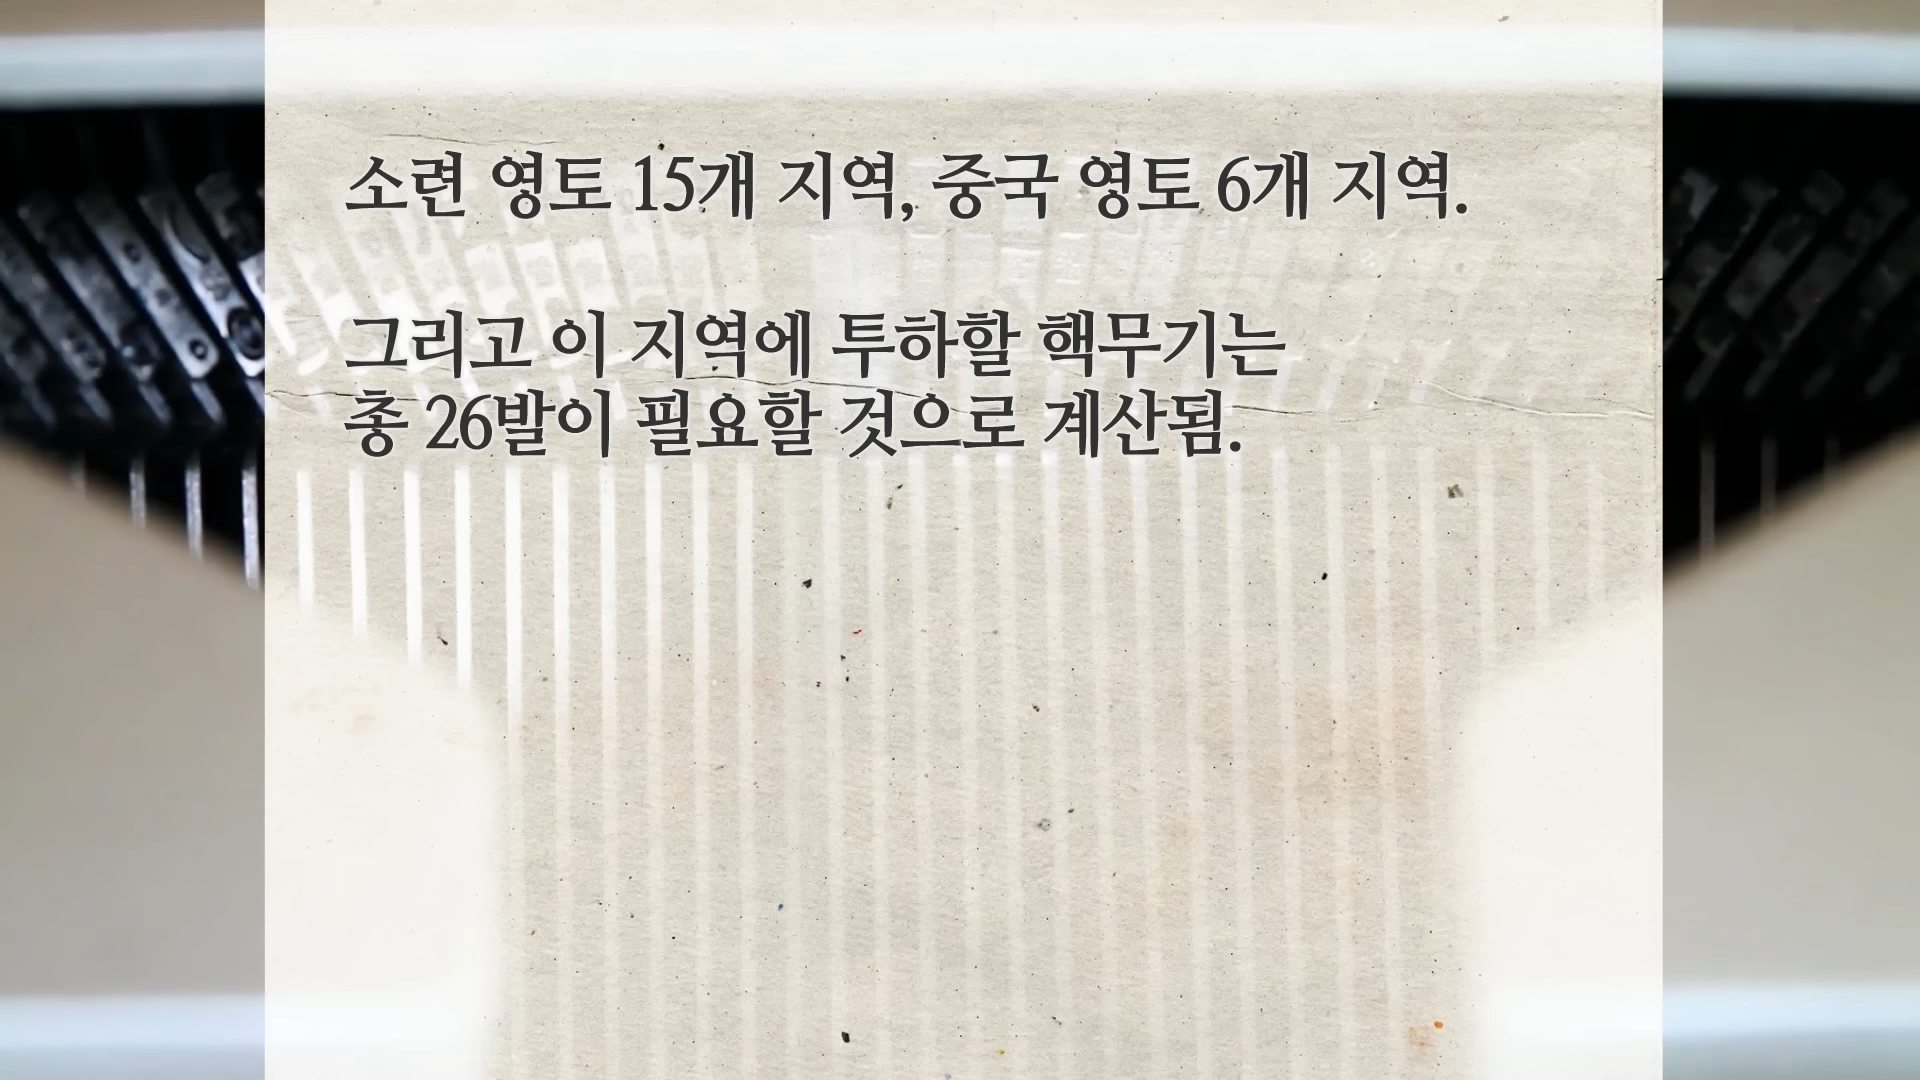 소련 영토 15개 지역, 중국 영토 6개 지역.
그리고 이 지역에 투하할 핵무기는
총 26발이 필요할 것으로 계산됨.